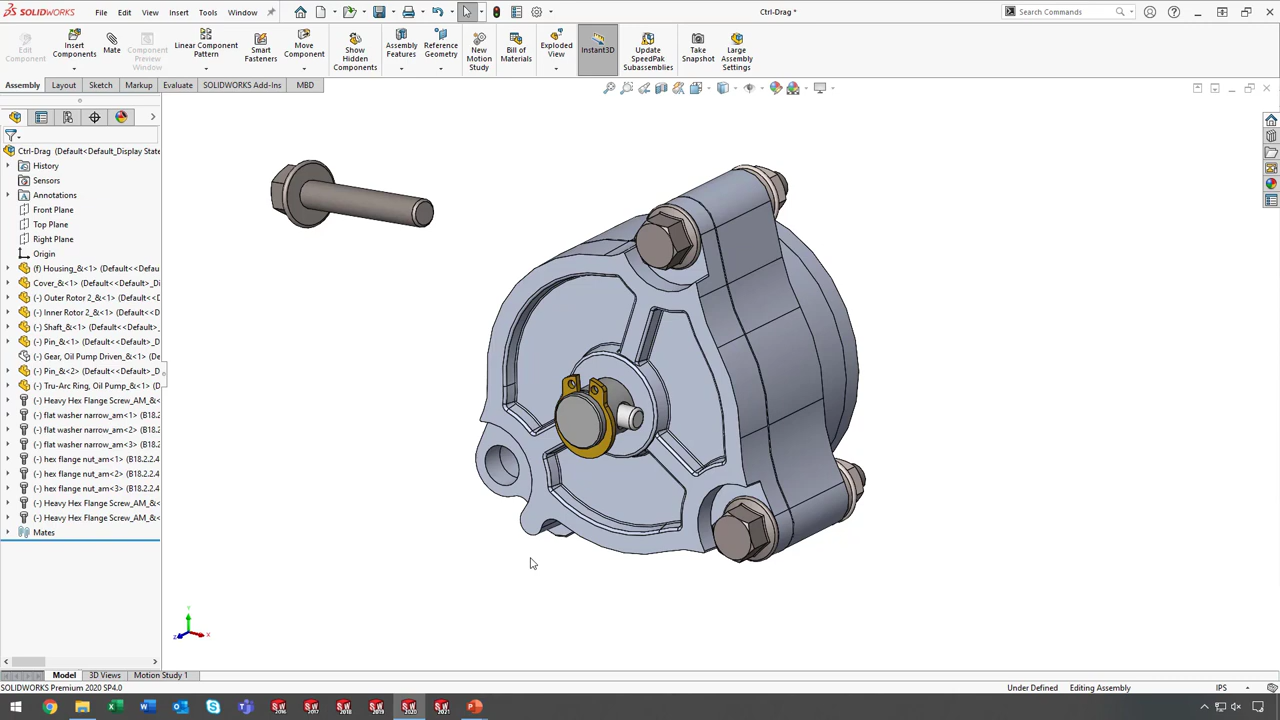 SOLIDWORKS File Edit View Insert Tools Window Ctrl-Drag * Search Commands
Edit Component
Insert Components
Mate
Component Preview Window
Linear Component Pattern
Smart Fasteners
Move Component
Show Hidden Components
Assembly Features
Reference Geometry
New Motion Study
Bill of Materials
Exploded View
Instant3D
Update SpeedPak Subassemblies
Take Snapshot
Large Assembly Settings
Assembly Layout Sketch Markup Evaluate SOLIDWORKS Add-Ins MBD
Ctrl-Drag (Default<Default_Display State
History
Sensors
Annotations
Front Plane
Top Plane
Right Plane
Origin
(f) Housing_&<1> (Default<<Defau
Cover_&<1> (Default<<Default>_Di
(-) Outer Rotor 2_&<1> (Default<<D
(-) Inner Rotor 2_&<1> (Default<<D
(-) Shaft_&<1> (Default<<Default>_
(-) Pin_&<1> (Default<<Default>_Di
(-) Gear, Oil Pump Driven_&<1> (De
(-) Pin_&<2> (Default<<Default>_Di
(-) Tru-Arc Ring, Oil Pump_&<1> (D
(-) Heavy Hex Flange Screw_AM_&<
(-) flat washer narrow_am<1> (B18.2
(-) flat washer narrow_am<2> (B18.2
(-) flat washer narrow_am<3> (B18.2
(-) hex flange nut_am<1> (B18.2.2.4
(-) hex flange nut_am<2> (B18.2.2.4
(-) hex flange nut_am<3> (B18.2.2.4
(-) Heavy Hex Flange Screw_AM_&<
(-) Heavy Hex Flange Screw_AM_&<
Mates
Y
Z X
Model 3D Views Motion Study 1
SOLIDWORKS Premium 2020 SP4.0 Under Defined Editing Assembly IPS
2016 2017 2018 2019 2020 2021